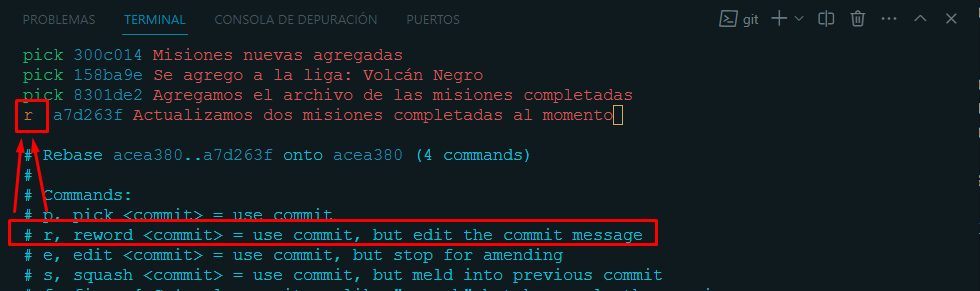 PROBLEMAS TERMINAL CONSOLA DE DEPURACIÓN PUERTOS git
pick 300c014 Misiones nuevas agregadas
pick 158ba9e Se agrego a la liga: Volcán Negro
pick 8301de2 Agregamos el archivo de las misiones completadas
r a7d263f Actualizamos dos misiones completadas al momento
# Rebase acea380..a7d263f onto acea380 (4 commands)
#
# Commands:
# p, pick <commit> = use commit
# r, reword <commit> = use commit, but edit the commit message
# e, edit <commit> = use commit, but stop for amending
# s, squash <commit> = use commit, but meld into previous commit